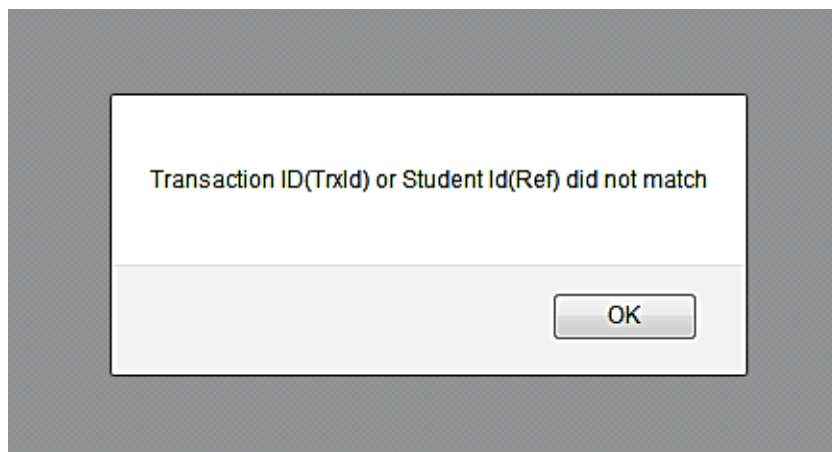 Transaction ID(TrxId) or Student Id(Ref) did not match
OK